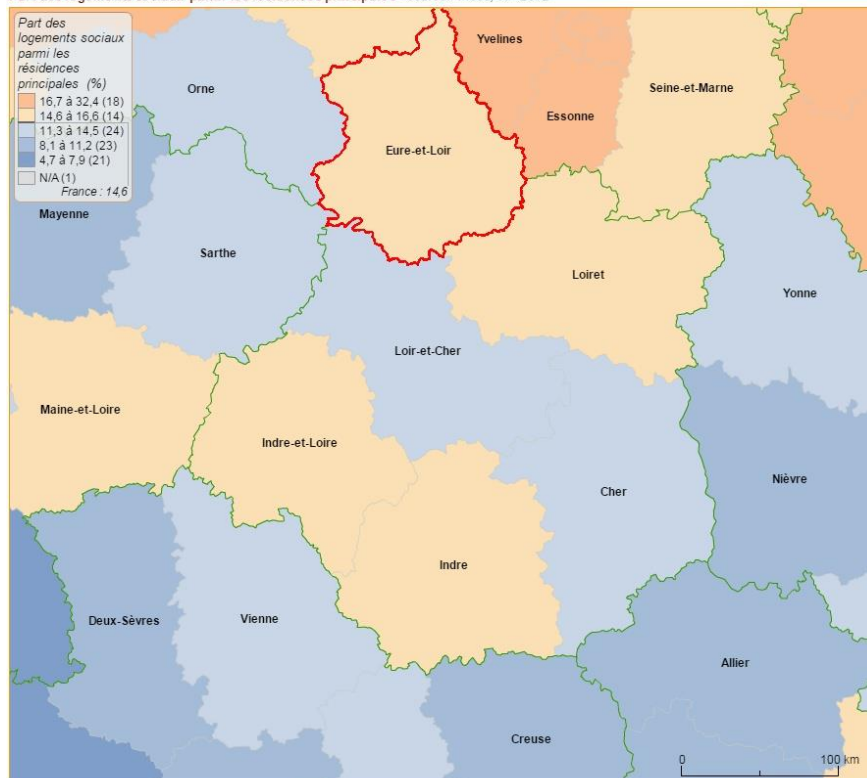 Part des
logements sociaux
parmi les
résidences
principales (%)
16,7 à 32,4 (18)
14,6 à 16,6 (14)
11,3 à 14,5 (24)
8,1 à 11,2 (23)
4,7 à 7,9 (21)
N/A (1)
France : 14,6
Yvelines
Orne
Seine-et-Marne
Essonne
Eure-et-Loir
Mayenne
Sarthe
Loiret
Yonne
Loir-et-Cher
Maine-et-Loire
Indre-et-Loire
Nièvre
Cher
Indre
Deux-Sèvres
Vienne
Allier
Creuse
0 100 km